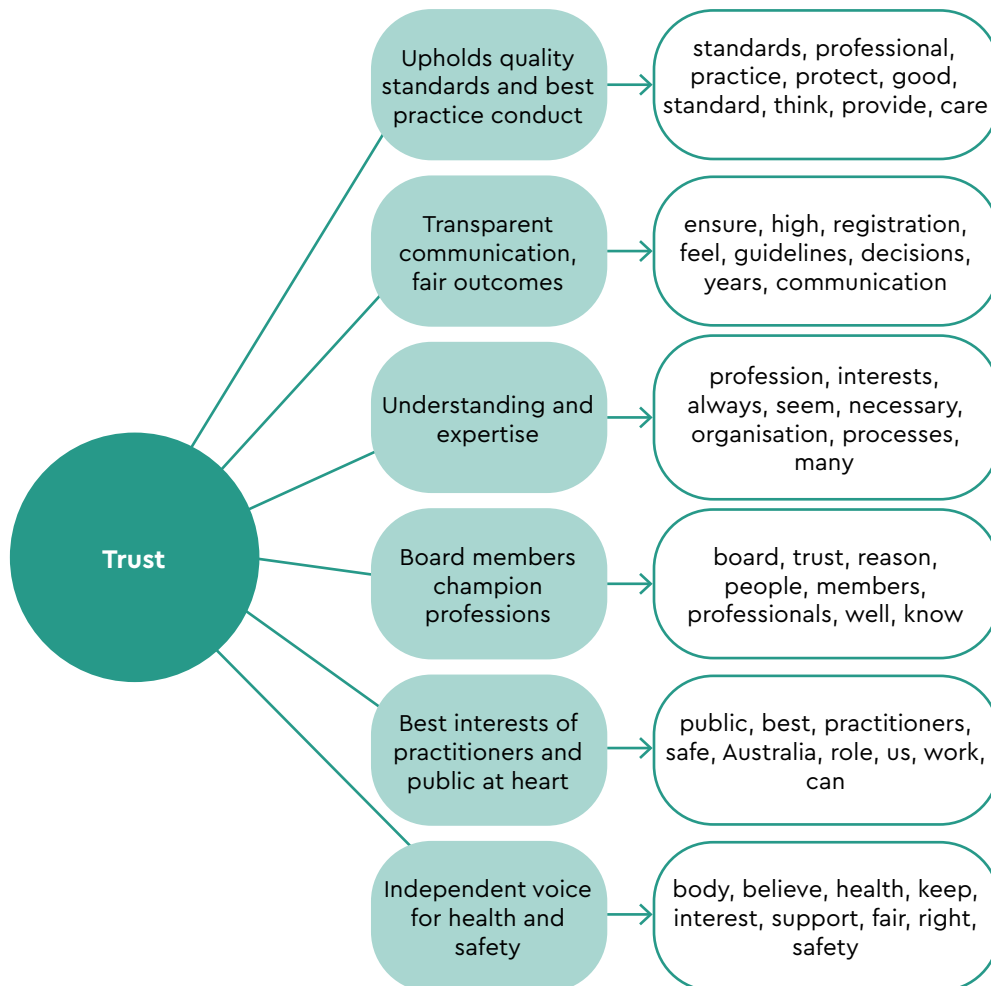 Trust
Upholds quality
standards and best
practice conduct
standards, professional,
practice, protect, good,
standard, think, provide, care
Transparent
communication,
fair outcomes
ensure, high, registration,
feel, guidelines, decisions,
years, communication
Understanding and
expertise
profession, interests,
always, seem, necessary,
organisation, processes,
many
Board members
champion
professions
board, trust, reason,
people, members,
professionals, well, know
Best interests of
practitioners and
public at heart
public, best, practitioners,
safe, Australia, role, us, work,
can
Independent voice
for health and
safety
body, believe, health, keep,
interest, support, fair, right,
safety